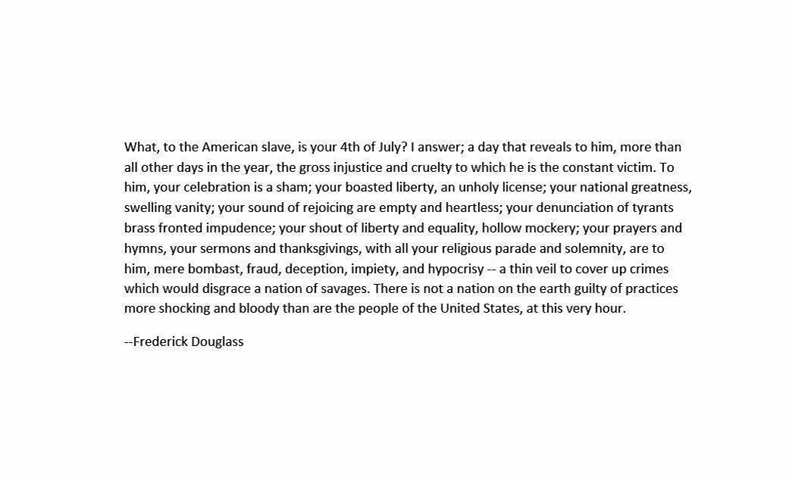 What, to the American slave, is your 4th of July? I answer; a day that reveals to him, more than
all other days in the year, the gross injustice and cruelty to which he is the constant victim. To
him, your celebration is a sham; your boasted liberty, an unholy license; your national greatness,
swelling vanity; your sound of rejoicing are empty and heartless; your denunciation of tyrants
brass fronted impudence; your shout of liberty and equality, hollow mockery; your prayers and
hymns, your sermons and thanksgivings, with all your religious parade and solemnity, are to
him, mere bombast, fraud, deception, impiety, and hypocrisy -- a thin veil to cover up crimes
which would disgrace a nation of savages. There is not a nation on the earth guilty of practices
more shocking and bloody than are the people of the United States, at this very hour.
--Frederick Douglass